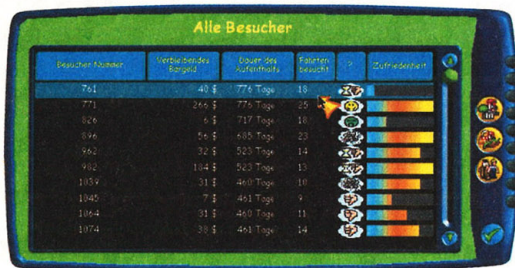 Alle Besucher
Besucher Nummer Verbleibendes Bargeld Dauer des Aufenthalts Fahrten besucht ? Zufriedenheit
761 40 $ 776 Tage 18
771 266 $ 776 Tage 25
826 6 $ 717 Tage 18
896 56 $ 685 Tage 23
962 32 $ 523 Tage 14
982 184 $ 523 Tage 13
1039 31 $ 460 Tage 10
1045 7 $ 461 Tage 9
1064 31 $ 460 Tage 11
1074 38 $ 461 Tage 14